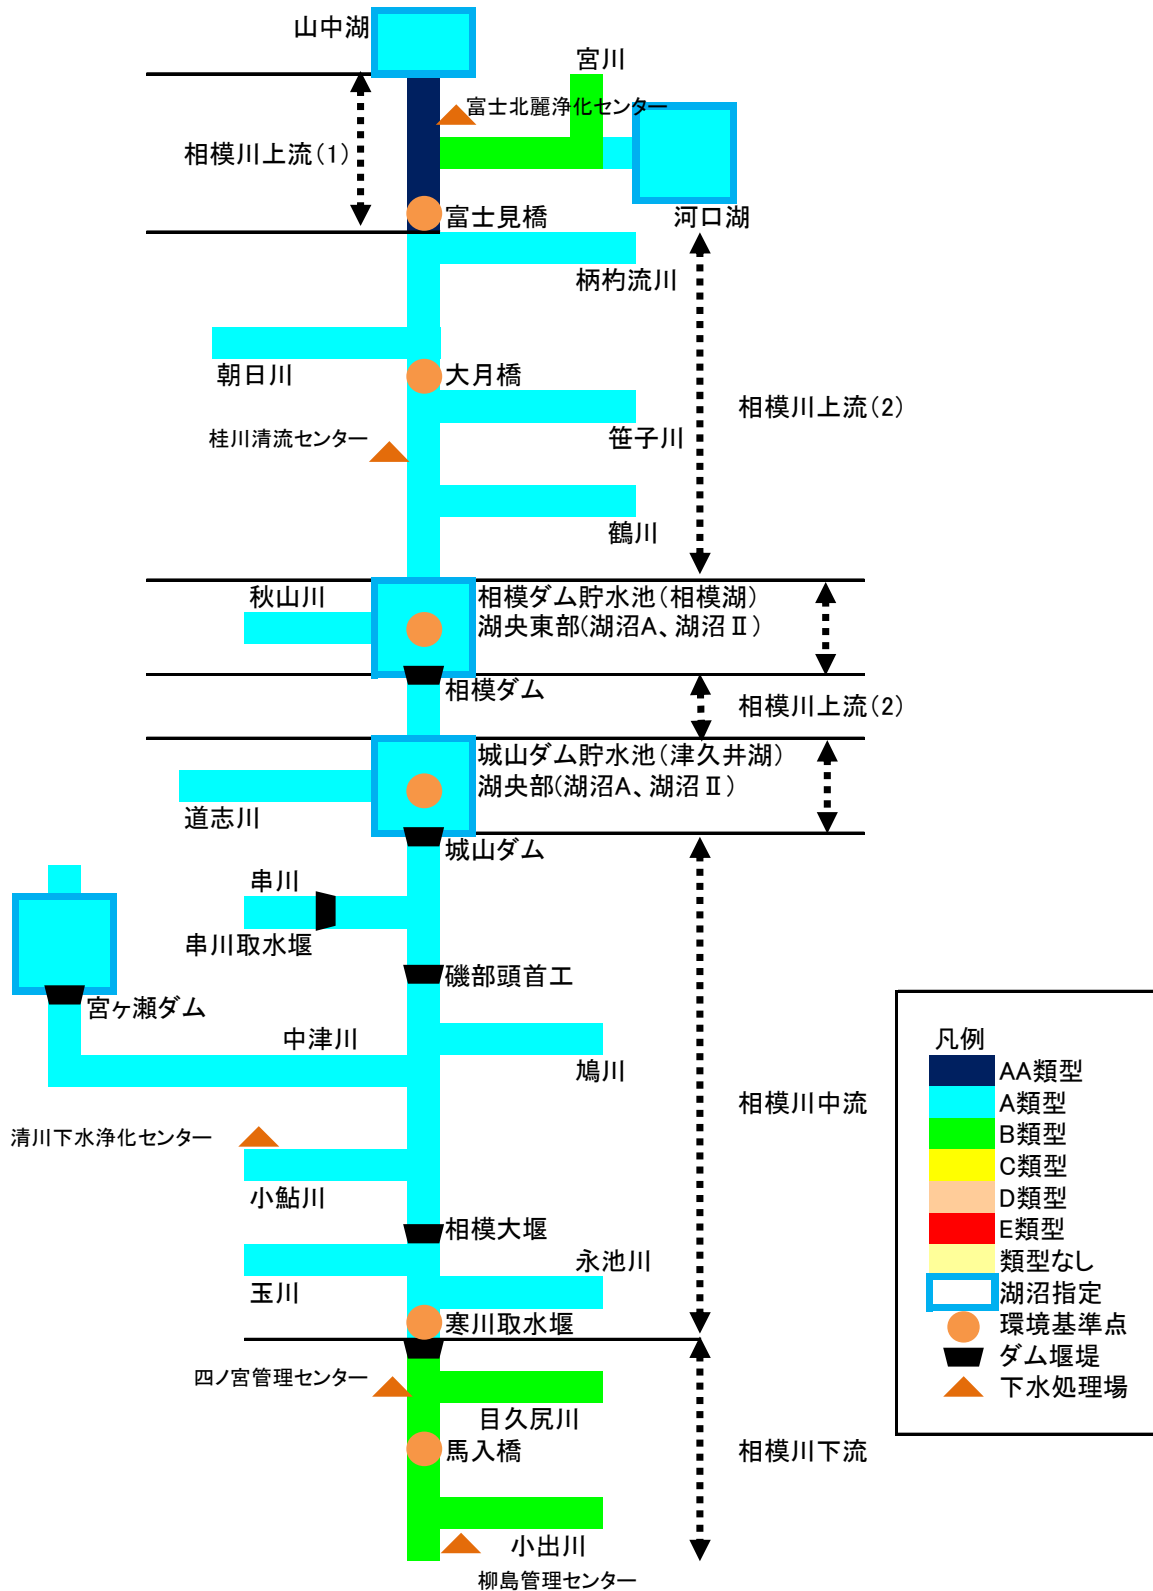 山中湖
宮川
富士北麓浄化センター
相模川上流(1)
富士見橋
河口湖
柄杓流川
朝日川
大月橋
相模川上流(2)
笹子川
桂川清流センター
鶴川
秋山川
相模ダム貯水池(相模湖)
湖央東部(湖沼A、湖沼Ⅱ)
相模ダム
相模川上流(2)
城山ダム貯水池(津久井湖)
湖央部(湖沼A、湖沼Ⅱ)
道志川
城山ダム
串川
串川取水堰
磯部頭首工
宮ヶ瀬ダム
中津川
鳩川
相模川中流
清川下水浄化センター
小鮎川
相模大堰
永池川
玉川
寒川取水堰
四ノ宮管理センター
目久尻川
馬入橋
相模川下流
小出川
柳島管理センター
凡例
AA類型
A類型
B類型
C類型
D類型
E類型
類型なし
湖沼指定
環境基準点
ダム堰堤
下水処理場